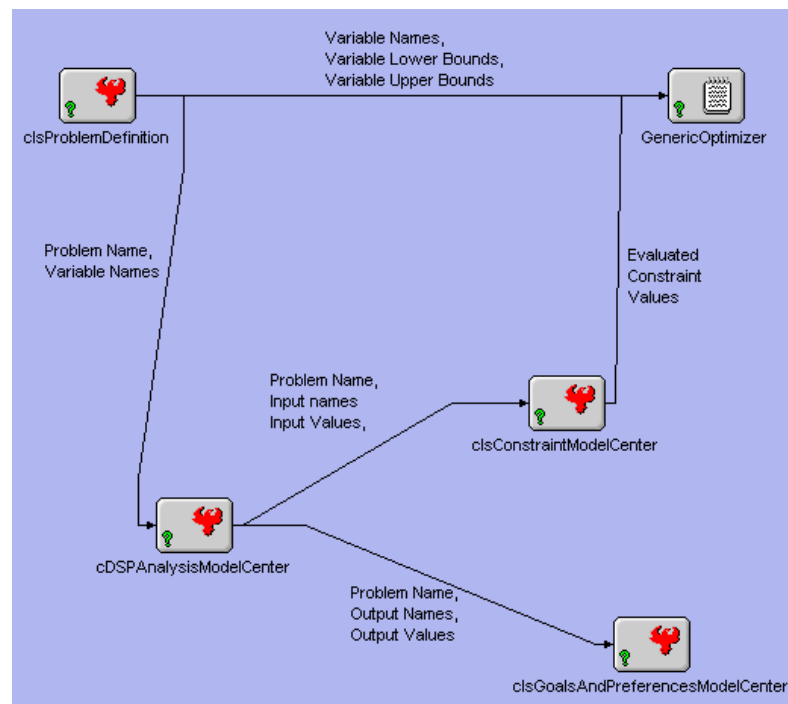 Variable Names,
Variable Lower Bounds,
Variable Upper Bounds
?
?
clsProblemDefinition
GenericOptimizer
Problem Name,
Variable Names
Evaluated
Constraint
Values
Problem Name,
Input names
Input Values,
?
clsConstraintModelCenter
?
cDSPAnalysisModelCenter
Problem Name,
Output Names,
Output Values
?
clsGoalsAndPreferencesModelCenter